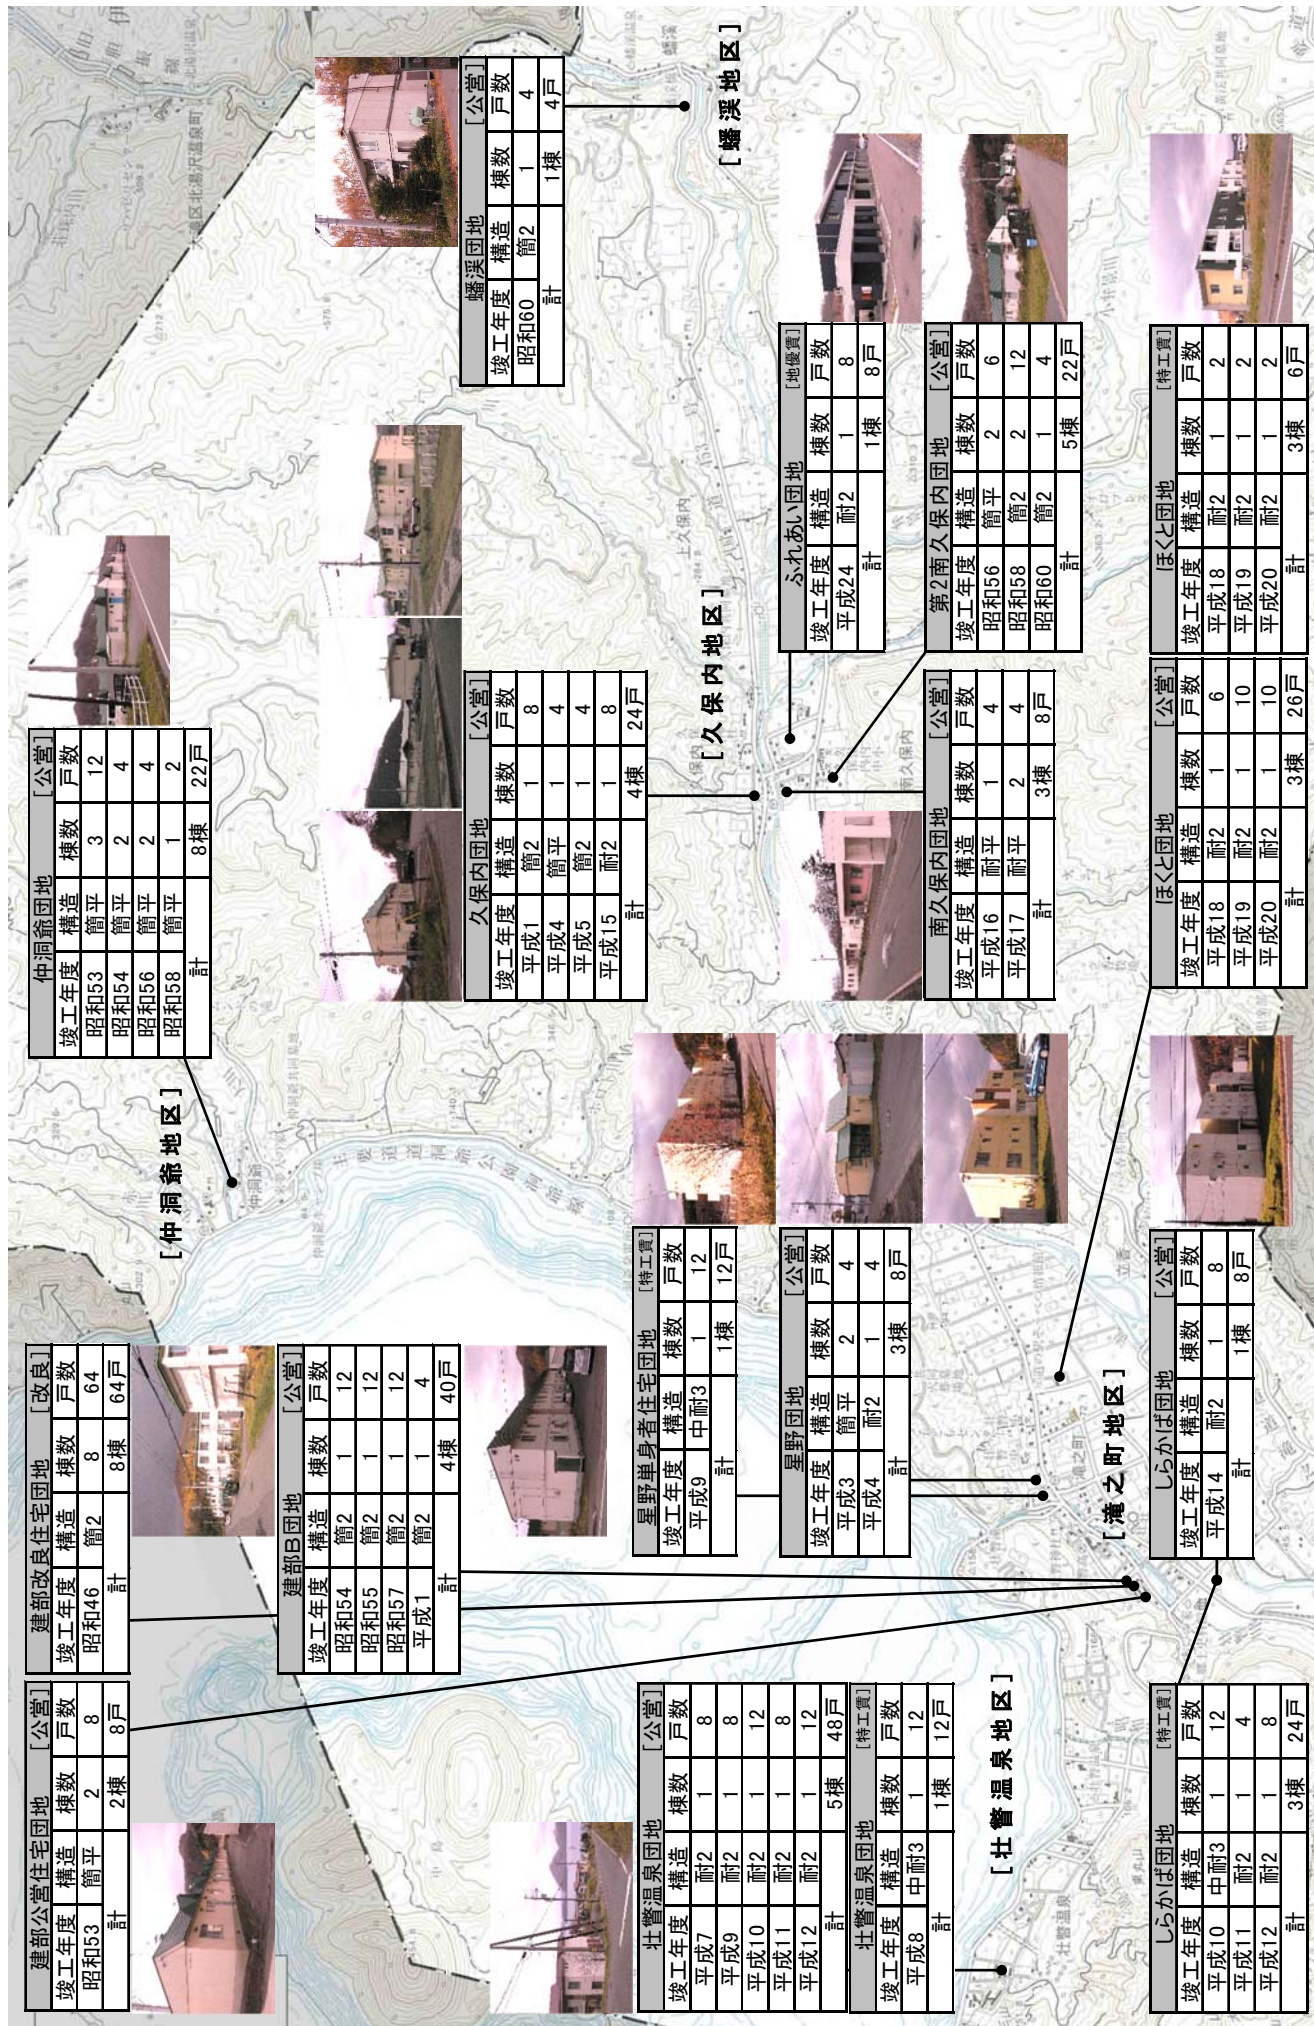 建部公営住宅団地 [公営]
竣工年度 構造 棟数 戸数
昭和53 簡平 2 8
計 2棟 8戸
建部改良住宅団地 [改良]
竣工年度 構造 棟数 戸数
昭和46 簡2 8 64
計 8棟 64戸
建部B団地 [公営]
竣工年度 構造 棟数 戸数
昭和54 簡2 1 12
昭和55 簡2 1 12
昭和57 簡2 1 12
平成1 簡2 1 4
計 4棟 40戸
仲洞爺団地 [公営]
竣工年度 構造 棟数 戸数
昭和53 簡平 3 12
昭和54 簡平 2 4
昭和56 簡平 2 4
昭和58 簡平 1 2
計 8棟 22戸
[仲洞爺地区]
蟠渓団地 [公営]
竣工年度 構造 棟数 戸数
昭和60 簡2 1 4
計 1棟 4戸
[蟠渓地区]
久保内団地 [公営]
竣工年度 構造 棟数 戸数
平成1 簡2 1 8
平成4 簡平 1 4
平成5 簡2 1 4
平成15 耐2 1 8
計 4棟 24戸
[久保内地区]
壮瞥温泉団地 [公営]
竣工年度 構造 棟数 戸数
平成7 耐2 1 8
平成9 耐2 1 8
平成10 耐2 1 12
平成11 耐2 1 8
平成12 耐2 1 12
計 5棟 48戸
壮瞥温泉団地 [特工賃]
竣工年度 構造 棟数 戸数
平成8 中耐3 1 12
計 1棟 12戸
[壮瞥温泉地区]
星野単身者住宅団地 [特工賃]
竣工年度 構造 棟数 戸数
平成9 中耐3 1 12
計 1棟 12戸
星野団地 [公営]
竣工年度 構造 棟数 戸数
平成3 簡平 2 4
平成4 耐2 1 4
計 3棟 8戸
ふれあい団地 [地優賃]
竣工年度 構造 棟数 戸数
平成24 耐2 1 8
計 1棟 8戸
南久保内団地 [公営]
竣工年度 構造 棟数 戸数
平成16 耐平 1 4
平成17 耐平 2 4
計 3棟 8戸
第2南久保内団地 [公営]
竣工年度 構造 棟数 戸数
昭和56 簡平 2 6
昭和58 簡2 2 12
昭和60 簡2 1 4
計 5棟 22戸
[滝之町地区]
しらかば団地 [特工賃]
竣工年度 構造 棟数 戸数
平成10 中耐3 1 12
平成11 耐2 1 4
平成12 耐2 1 8
計 3棟 24戸
しらかば団地 [公営]
竣工年度 構造 棟数 戸数
平成14 耐2 1 8
計 1棟 8戸
ほくと団地 [公営]
竣工年度 構造 棟数 戸数
平成18 耐2 1 6
平成19 耐2 1 10
平成20 耐2 1 10
計 3棟 26戸
ほくと団地 [特工賃]
竣工年度 構造 棟数 戸数
平成18 耐2 1 2
平成19 耐2 1 2
平成20 耐2 1 2
計 3棟 6戸
仲洞爺
上久保内
南久保内
壮瞥温泉
滝之町